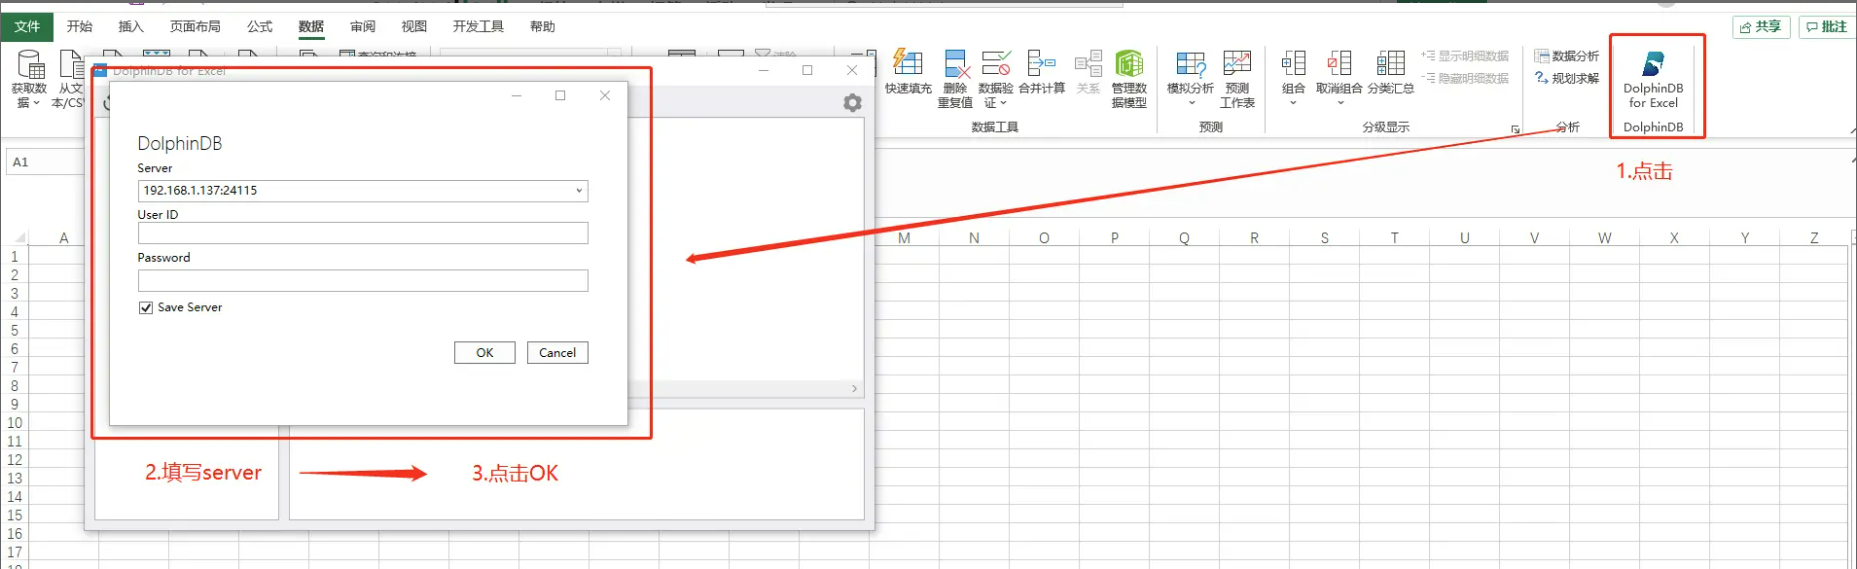 文件 开始 插入 页面布局 公式 数据 审阅 视图 开发工具 帮助 共享 批注
获取数据
从文本/CSV
DolphinDB for Excel
快速填充
删除重复值
数据验证
合并计算
关系
管理数据模型
数据工具
模拟分析
预测工作表
预测
组合
取消组合
分类汇总
显示明细数据
隐藏明细数据
分级显示
数据分析
规划求解
分析
DolphinDB
for Excel
DolphinDB
1.点击
A1
DolphinDB
Server
192.168.1.137:24115
User ID
Password
Save Server
OK Cancel
2.填写server
3.点击OK
A M N O P Q R S T U V W X Y Z
1
2
3
4
5
6
7
8
9
10
11
12
13
14
15
16
17